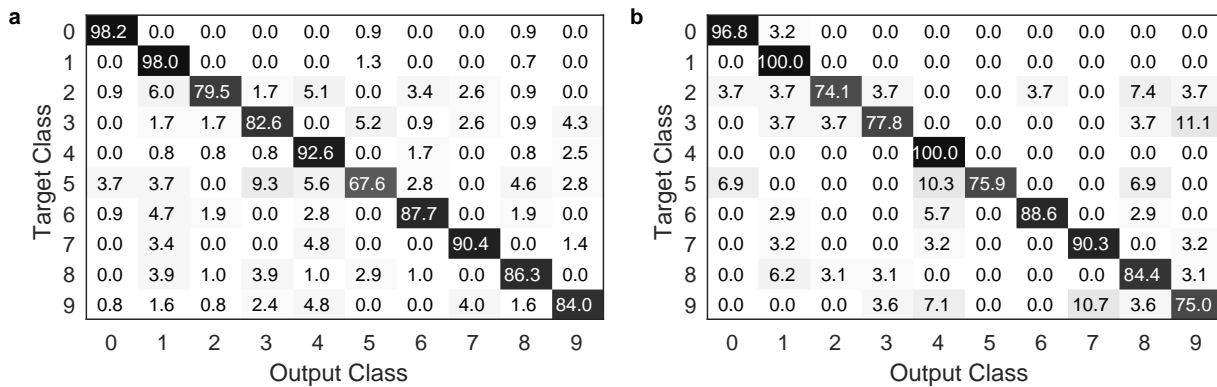 a
0 98.2 0.0 0.0 0.0 0.0 0.9 0.0 0.0 0.9 0.0
1 0.0 98.0 0.0 0.0 0.0 1.3 0.0 0.0 0.7 0.0
2 0.9 6.0 79.5 1.7 5.1 0.0 3.4 2.6 0.9 0.0
3 0.0 1.7 1.7 82.6 0.0 5.2 0.9 2.6 0.9 4.3
4 0.0 0.8 0.8 0.8 92.6 0.0 1.7 0.0 0.8 2.5
5 3.7 3.7 0.0 9.3 5.6 67.6 2.8 0.0 4.6 2.8
6 0.9 4.7 1.9 0.0 2.8 0.0 87.7 0.0 1.9 0.0
7 0.0 3.4 0.0 0.0 4.8 0.0 0.0 90.4 0.0 1.4
8 0.0 3.9 1.0 3.9 1.0 2.9 1.0 0.0 86.3 0.0
9 0.8 1.6 0.8 2.4 4.8 0.0 0.0 4.0 1.6 84.0
0 1 2 3 4 5 6 7 8 9
Output Class
Target Class
b
0 96.8 3.2 0.0 0.0 0.0 0.0 0.0 0.0 0.0 0.0
1 0.0 100.0 0.0 0.0 0.0 0.0 0.0 0.0 0.0 0.0
2 3.7 3.7 74.1 3.7 0.0 0.0 3.7 0.0 7.4 3.7
3 0.0 3.7 3.7 77.8 0.0 0.0 0.0 0.0 3.7 11.1
4 0.0 0.0 0.0 0.0 100.0 0.0 0.0 0.0 0.0 0.0
5 6.9 0.0 0.0 0.0 10.3 75.9 0.0 0.0 6.9 0.0
6 0.0 2.9 0.0 0.0 5.7 0.0 88.6 0.0 2.9 0.0
7 0.0 3.2 0.0 0.0 3.2 0.0 0.0 90.3 0.0 3.2
8 0.0 6.2 3.1 3.1 0.0 0.0 0.0 0.0 84.4 3.1
9 0.0 0.0 0.0 3.6 7.1 0.0 0.0 10.7 3.6 75.0
0 1 2 3 4 5 6 7 8 9
Output Class
Target Class